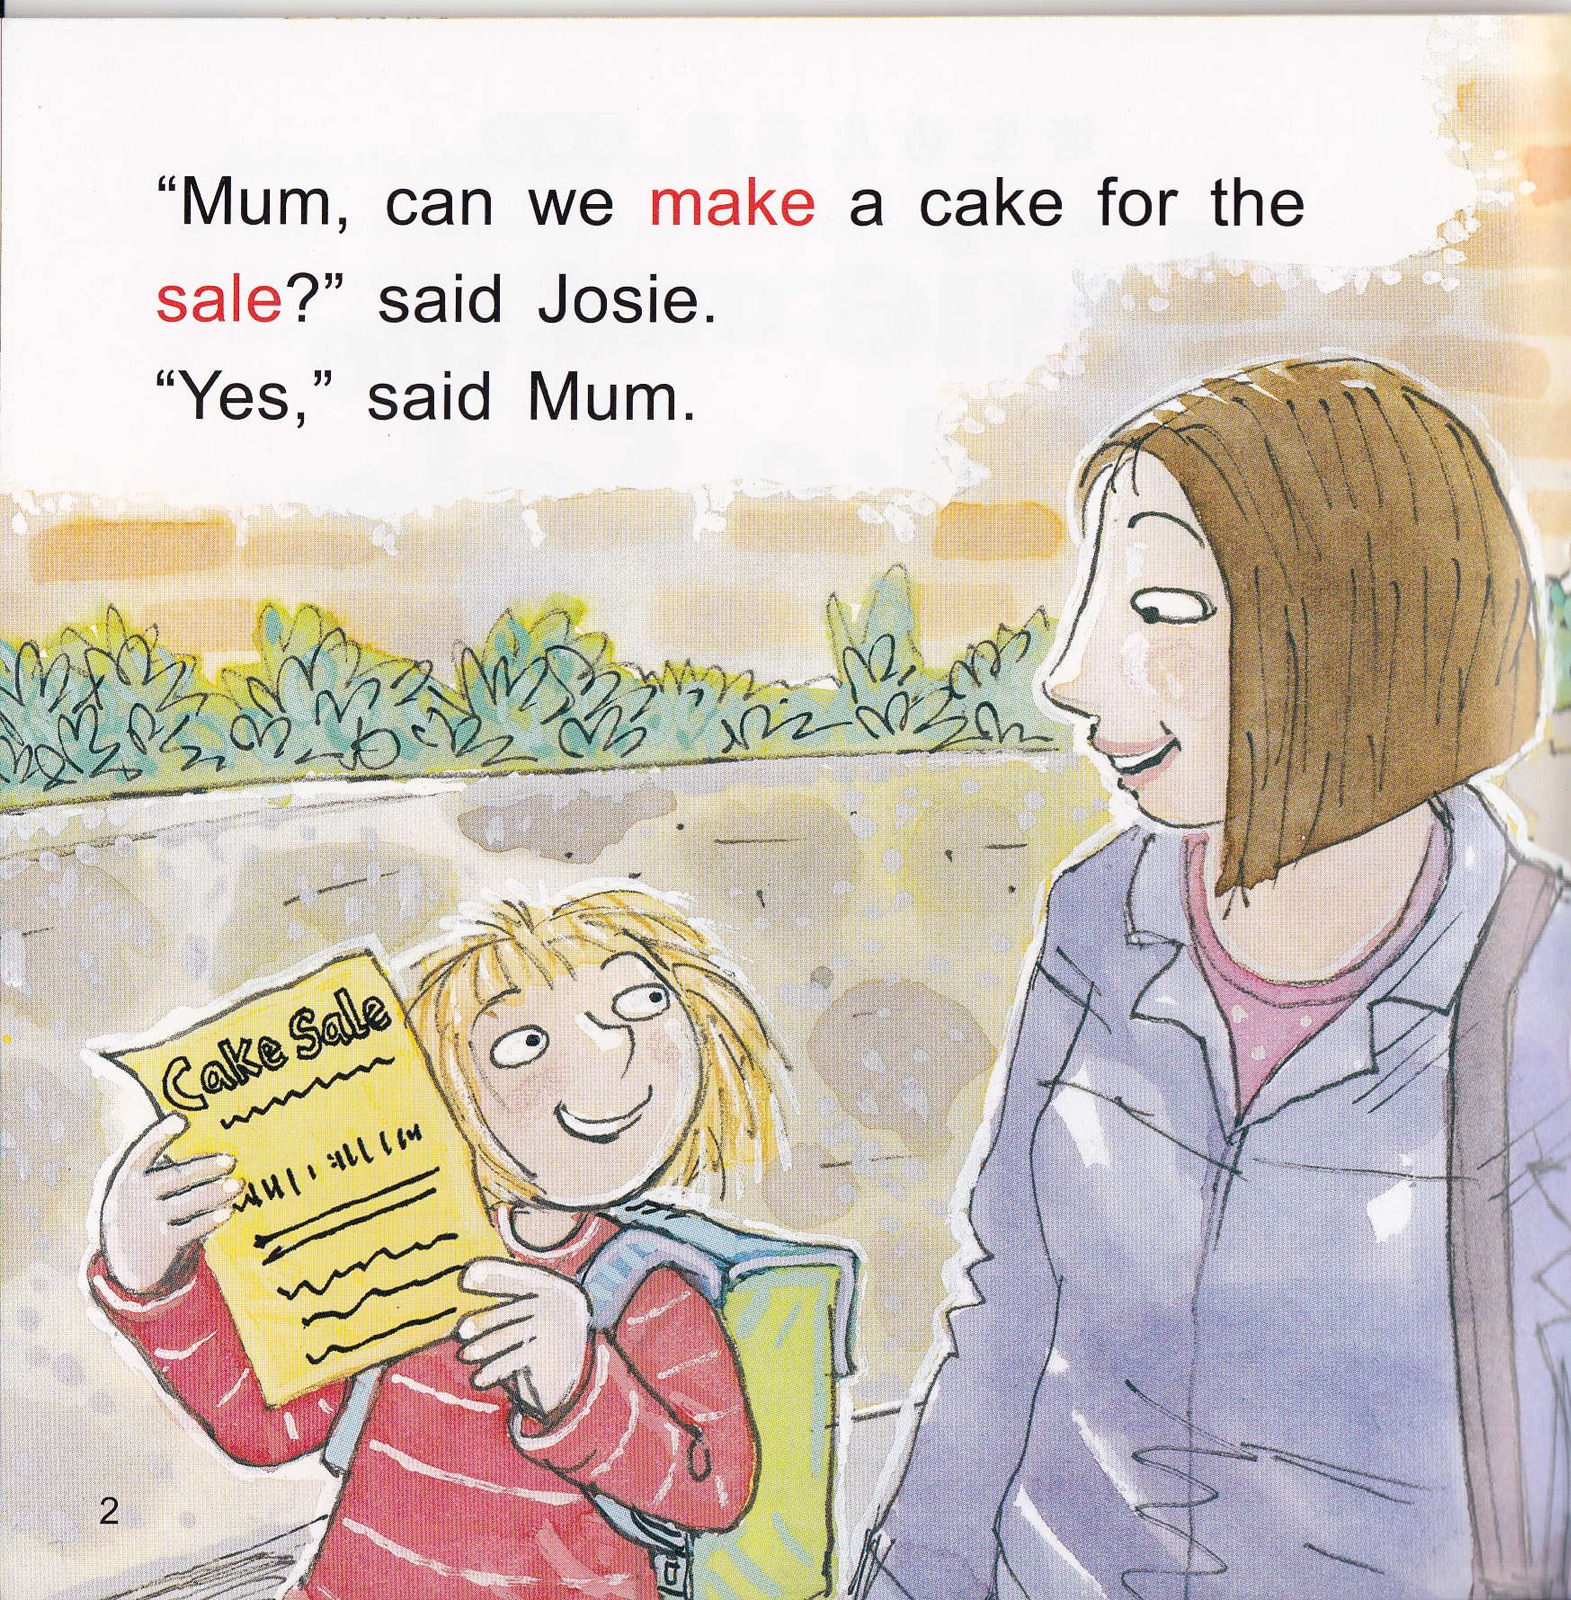 “Mum, can we make a cake for the
sale?” said Josie.
“Yes,” said Mum.
Cake Sale
2